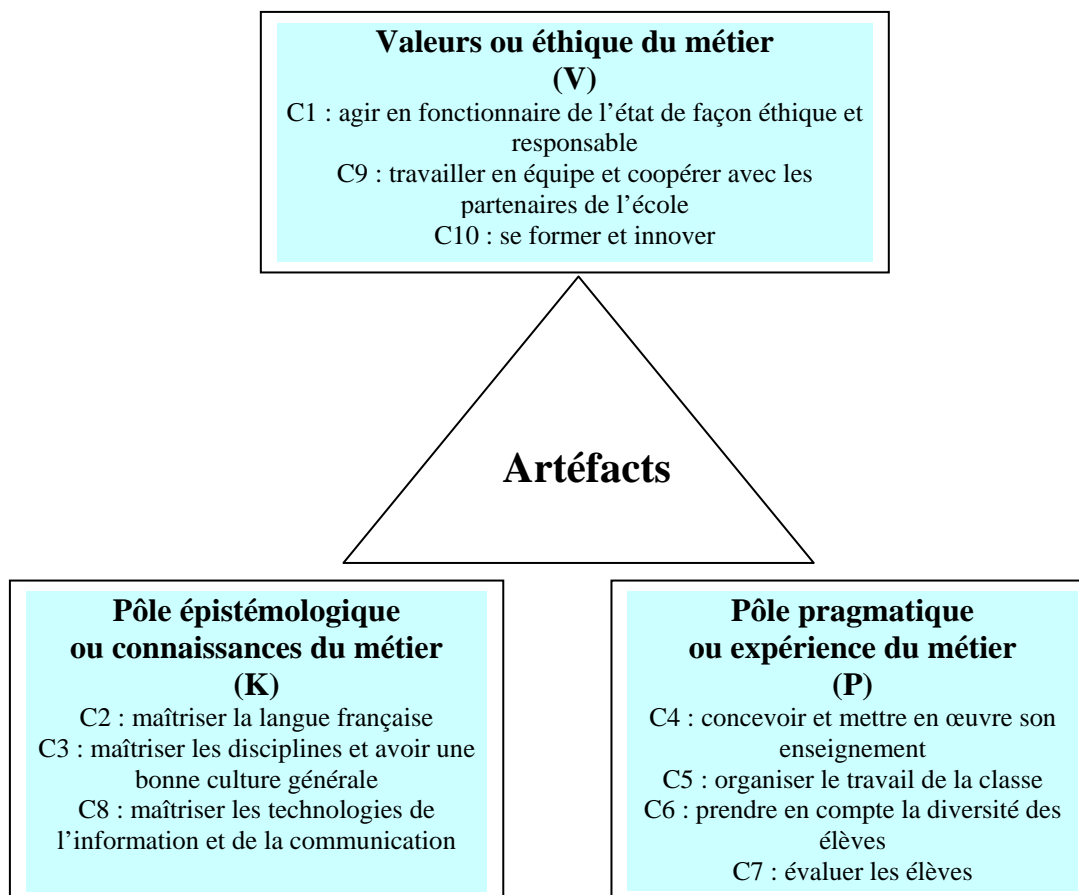 Valeurs ou éthique du métier
(V)
C1 : agir en fonctionnaire de l’état de façon éthique et
responsable
C9 : travailler en équipe et coopérer avec les
partenaires de l’école
C10 : se former et innover
Artéfacts
Pôle épistémologique
ou connaissances du métier
(K)
C2 : maîtriser la langue française
C3 : maîtriser les disciplines et avoir une
bonne culture générale
C8 : maîtriser les technologies de
l’information et de la communication
Pôle pragmatique
ou expérience du métier
(P)
C4 : concevoir et mettre en œuvre son
enseignement
C5 : organiser le travail de la classe
C6 : prendre en compte la diversité des
élèves
C7 : évaluer les élèves